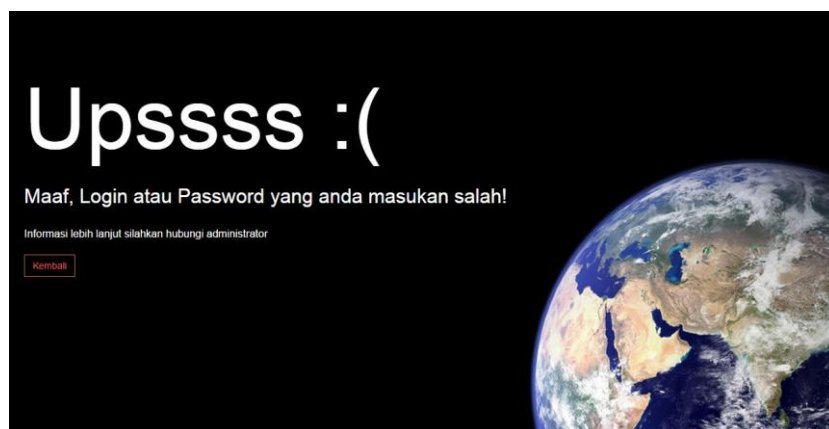 Upssss :(
Maaf, Login atau Password yang anda masukan salah!
Informasi lebih lanjut silahkan hubungi administrator
Kembali